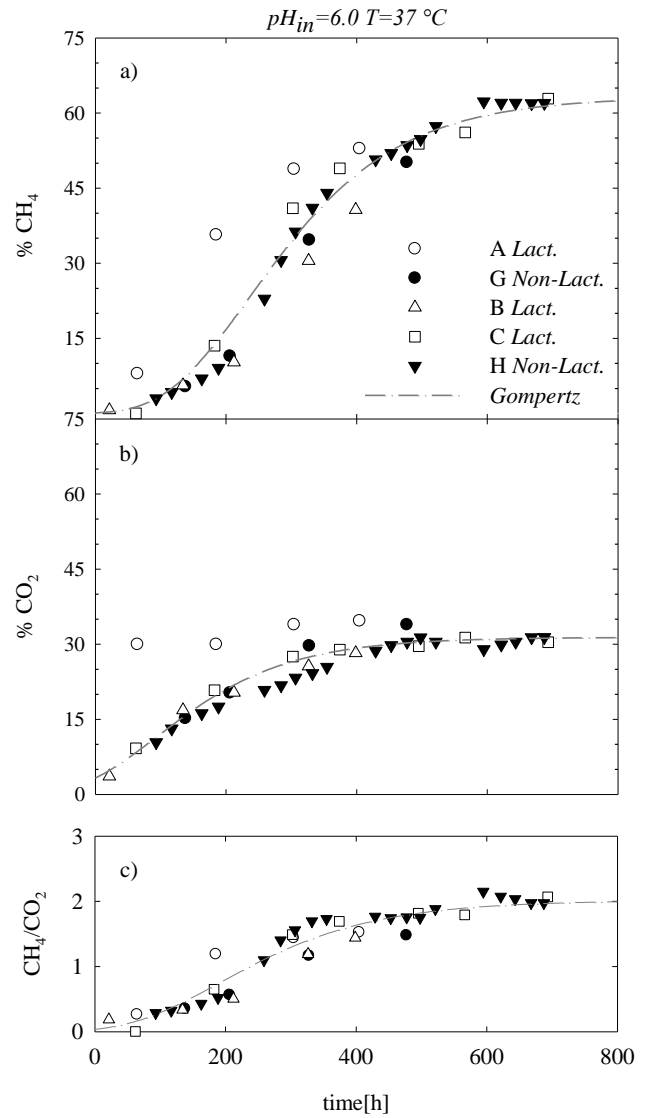 pH_in=6.0 T=37 °C
75
a)
60
45
30
15
% CH4
A Lact.
G Non-Lact.
B Lact.
C Lact.
H Non-Lact.
Gompertz
75
b)
60
45
30
15
0
% CO2
3
c)
2
1
0
CH4/CO2
0 200 400 600 800
time[h]